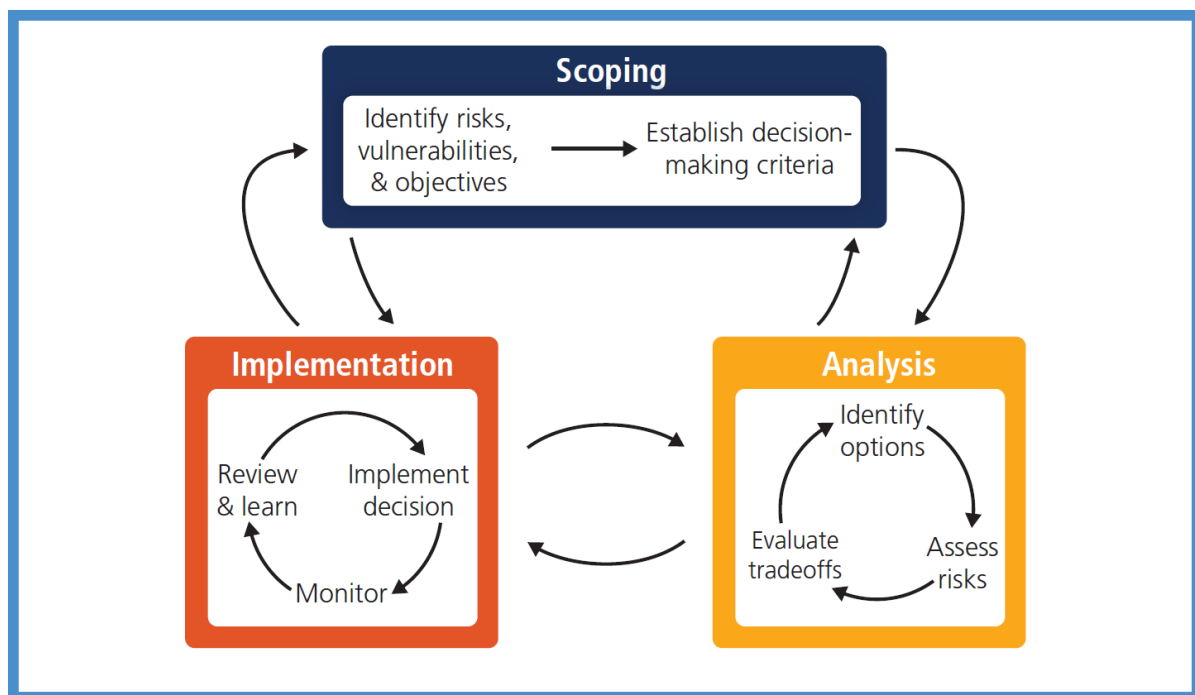 Scoping
Identify risks,
vulnerabilities,
& objectives
Establish decision-
making criteria
Implementation
Review
& learn
Implement
decision
Monitor
Analysis
Identify
options
Assess
risks
Evaluate
tradeoffs